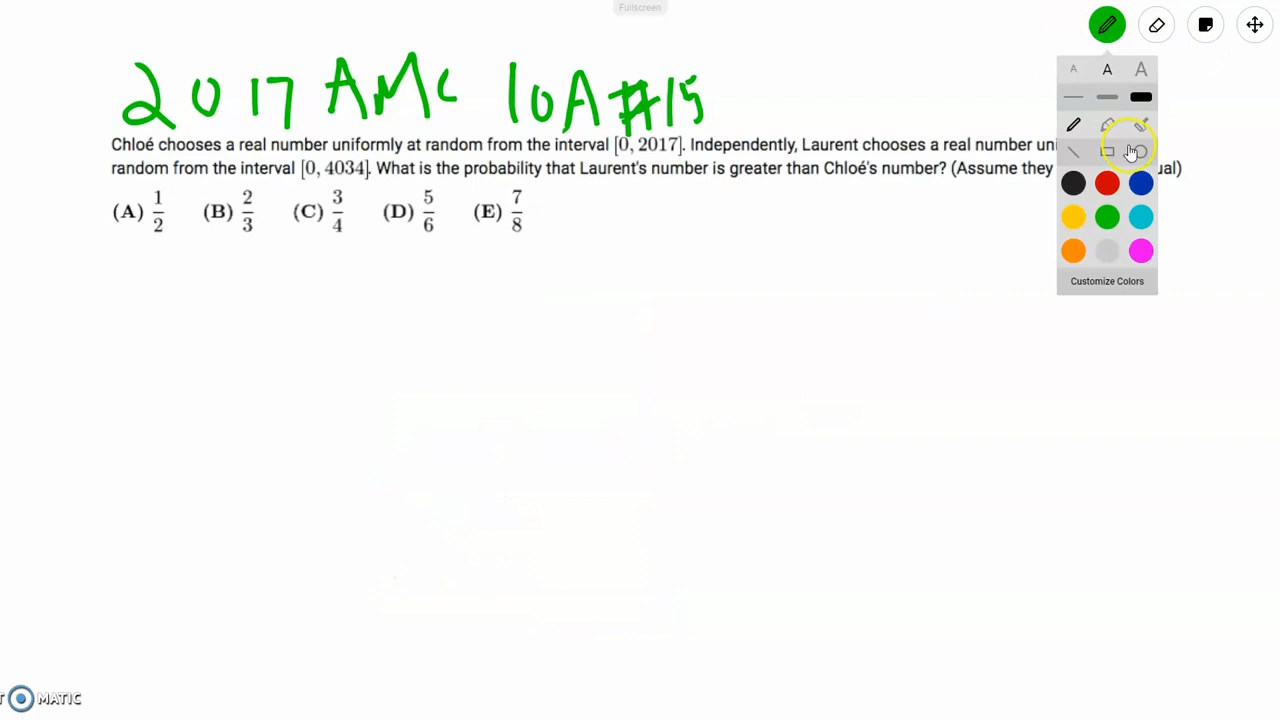 Fullscreen
2017 AMC 10A #15
Chloé chooses a real number uniformly at random from the interval [0, 2017]. Independently, Laurent chooses a real number uni
random from the interval [0, 4034]. What is the probability that Laurent's number is greater than Chloé's number? (Assume they ual)
(A) 1/2 (B) 2/3 (C) 3/4 (D) 5/6 (E) 7/8
A A A
Customize Colors
MATIC